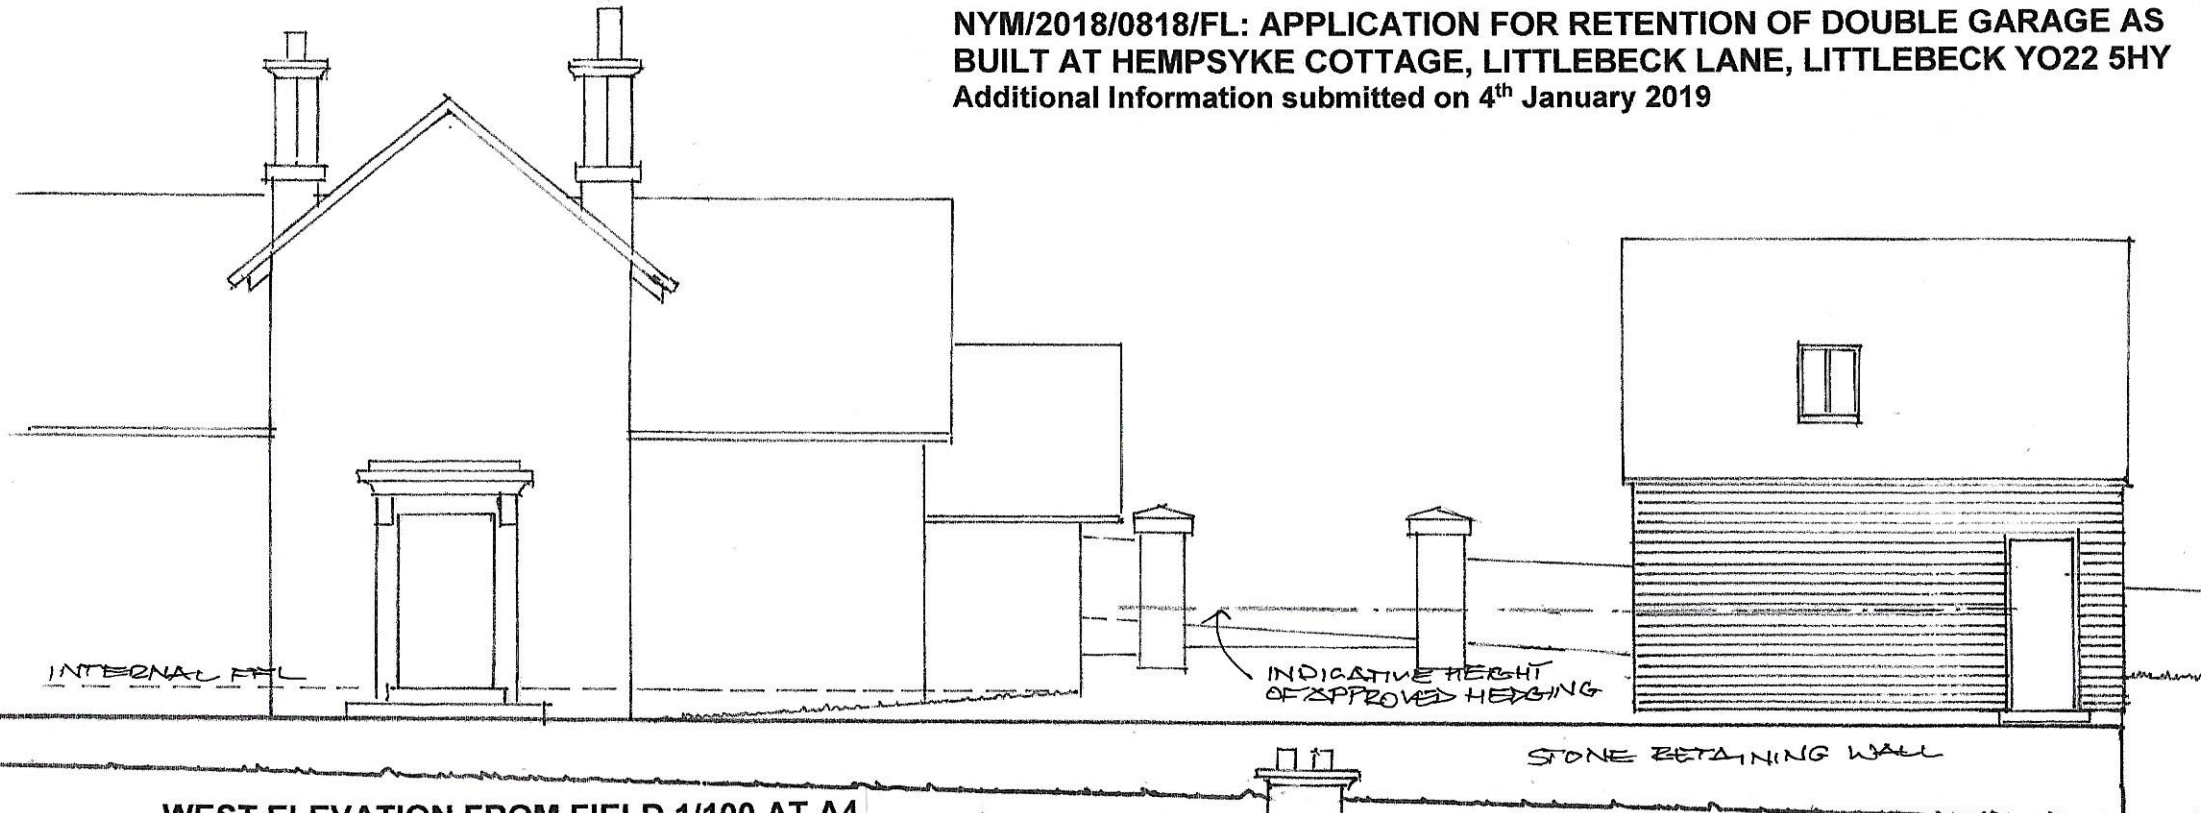 NYM/2018/0818/FL: APPLICATION FOR RETENTION OF DOUBLE GARAGE AS
BUILT AT HEMPSYKE COTTAGE, LITTLEBECK LANE, LITTLEBECK YO22 5HY
Additional Information submitted on 4th January 2019
INTERNAL FFL
INDICATIVE HEIGHT
OF APPROVED HEDGING
STONE RETAINING WALL
WEST ELEVATION FROM FIELD 1/100 AT A4